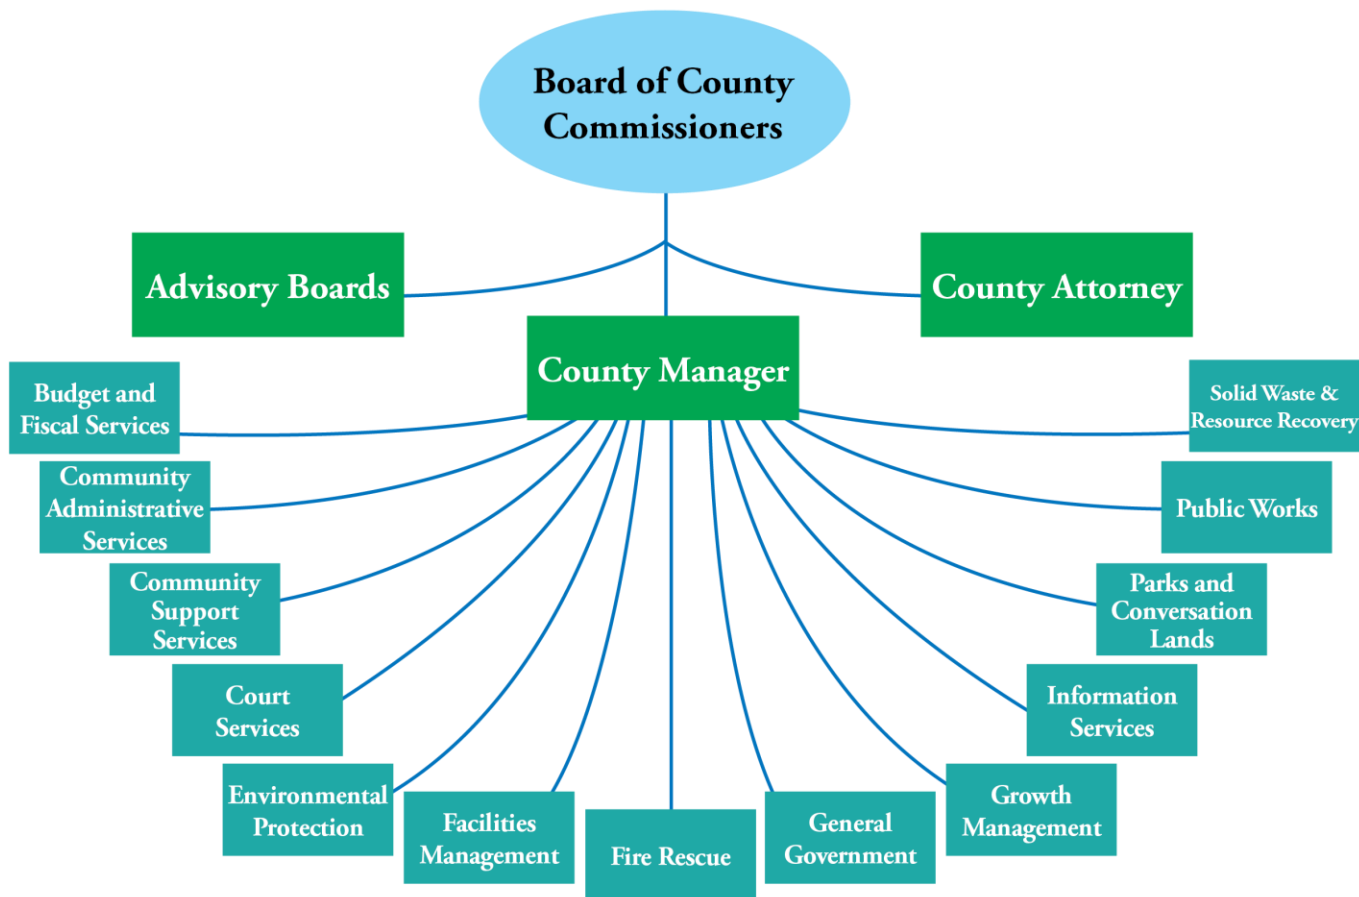 Board of County
Commissioners
Advisory Boards
County Attorney
County Manager
Budget and
Fiscal Services
Solid Waste &
Resource Recovery
Community
Administrative
Services
Public Works
Community
Support
Services
Parks and
Conversation
Lands
Court
Services
Information
Services
Environmental
Protection
Facilities
Management
Fire Rescue
General
Government
Growth
Management